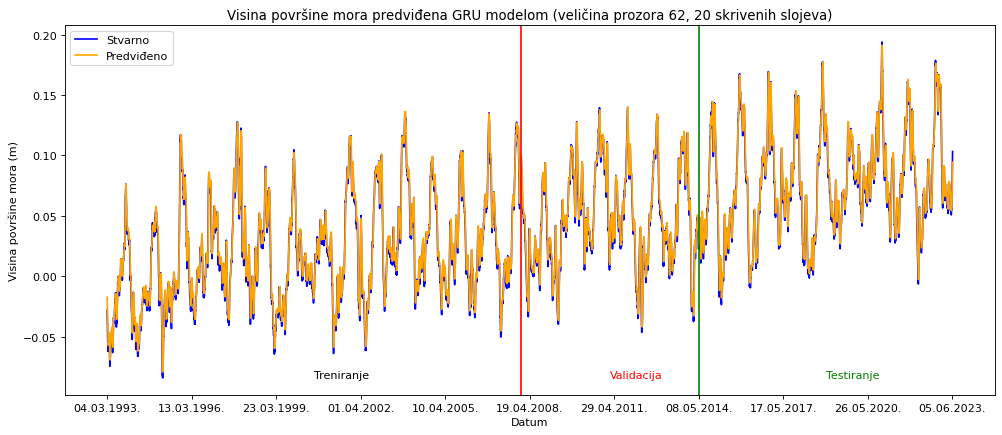 Visina površine mora predviđena GRU modelom (veličina prozora 62, 20 skrivenih slojeva)
Stvarno
Predviđeno
0.20
0.15
0.10
0.05
0.00
−0.05
Visina površine mora (m)
Treniranje
Validacija
Testiranje
04.03.1993.
13.03.1996.
23.03.1999.
01.04.2002.
10.04.2005.
19.04.2008.
29.04.2011.
08.05.2014.
17.05.2017.
26.05.2020.
05.06.2023.
Datum